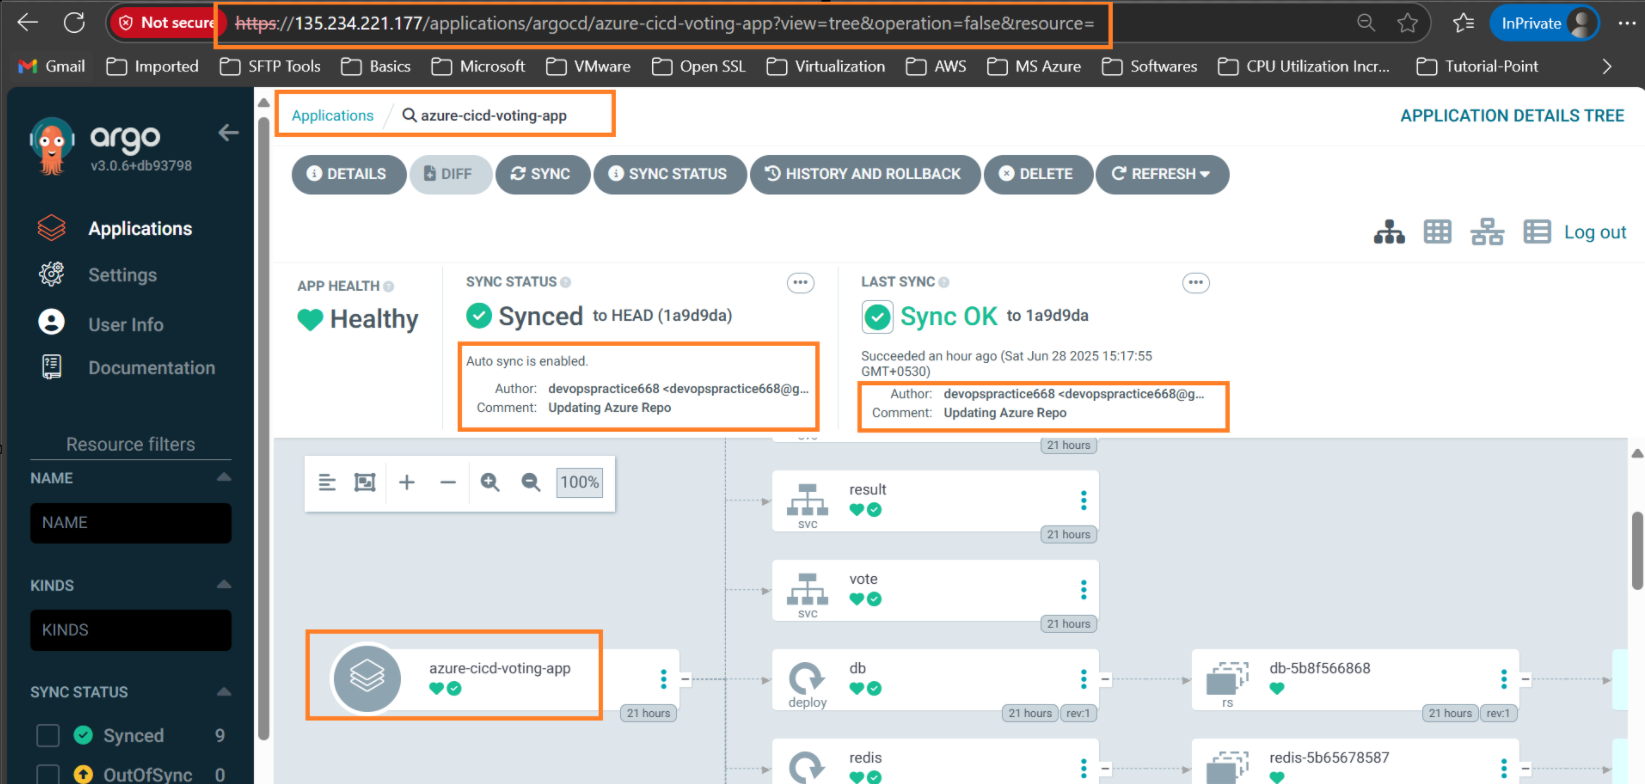 Not secure https://135.234.221.177/applications/argocd/azure-cicd-voting-app?view=tree&operation=false&resource= InPrivate
Gmail Imported SFTP Tools Basics Microsoft VMware Open SSL Virtualization AWS MS Azure Softwares CPU Utilization Incr... Tutorial-Point
argo
v3.0.6+db93798
Applications
Settings
User Info
Documentation
Resource filters
NAME
NAME
KINDS
KINDS
SYNC STATUS
Synced 9
OutOfSync 0
Applications / azure-cicd-voting-app
APPLICATION DETAILS TREE
DETAILS DIFF SYNC SYNC STATUS HISTORY AND ROLLBACK DELETE REFRESH
Log out
APP HEALTH
Healthy
SYNC STATUS
Synced to HEAD (1a9d9da)
Auto sync is enabled.
Author: devopspractice668 <devopspractice668@g...
Comment: Updating Azure Repo
LAST SYNC
Sync OK to 1a9d9da
Succeeded an hour ago (Sat Jun 28 2025 15:17:55
GMT+0530)
Author: devopspractice668 <devopspractice668@g...
Comment: Updating Azure Repo
100%
svc
21 hours
result
svc
21 hours
vote
svc
21 hours
azure-cicd-voting-app
21 hours
db
deploy
21 hours rev:1
db-5b8f566868
rs
21 hours rev:1
redis
redis-5b65678587